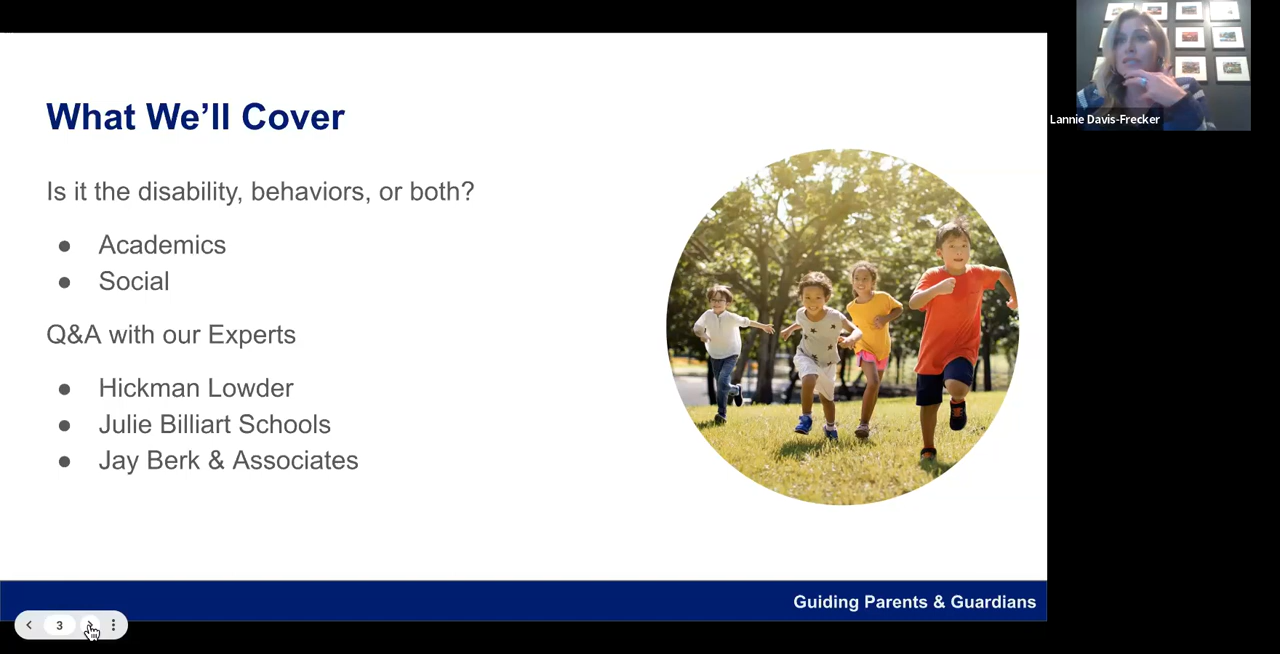 What We'll Cover
Is it the disability, behaviors, or both?
● Academics
● Social
Q&A with our Experts
● Hickman Lowder
● Julie Billiart Schools
● Jay Berk & Associates
Guiding Parents & Guardians
3
Lannie Davis-Frecker